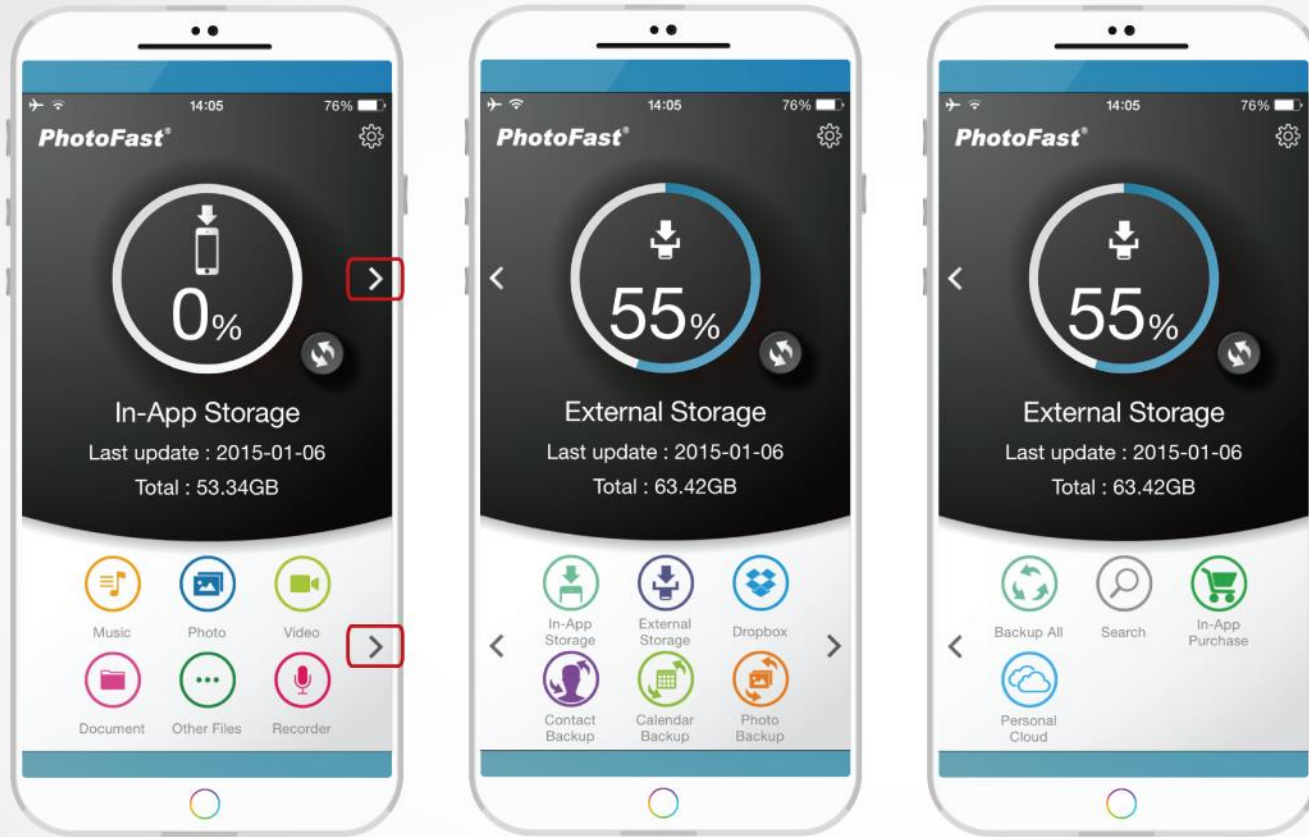 14:05 76%
PhotoFast®
0%
In-App Storage
Last update : 2015-01-06
Total : 53.34GB
Music Photo Video
Document Other Files Recorder
14:05 76%
PhotoFast®
55%
External Storage
Last update : 2015-01-06
Total : 63.42GB
In-App
Storage
External
Storage
Dropbox
Contact
Backup
Calendar
Backup
Photo
Backup
14:05 76%
PhotoFast®
55%
External Storage
Last update : 2015-01-06
Total : 63.42GB
Backup All
Search
In-App
Purchase
Personal
Cloud